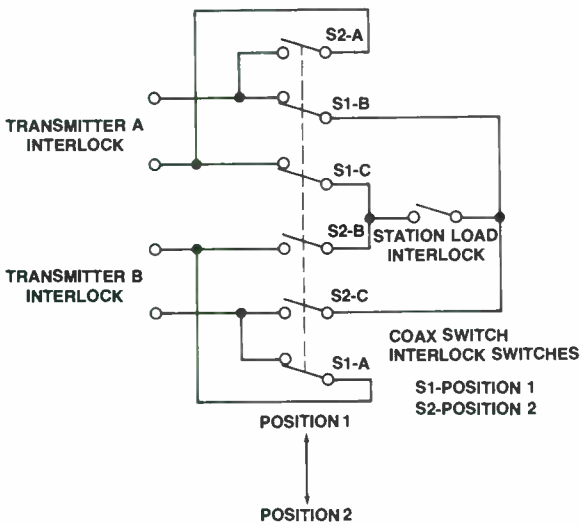 S2-A
S1-B
TRANSMITTER A
INTERLOCK
S1-C
S2-B
STATION LOAD
INTERLOCK
TRANSMITTER B
INTERLOCK
S2-C
COAX SWITCH
INTERLOCK SWITCHES
S1-A
S1-POSITION 1
S2-POSITION 2
POSITION 1
POSITION 2